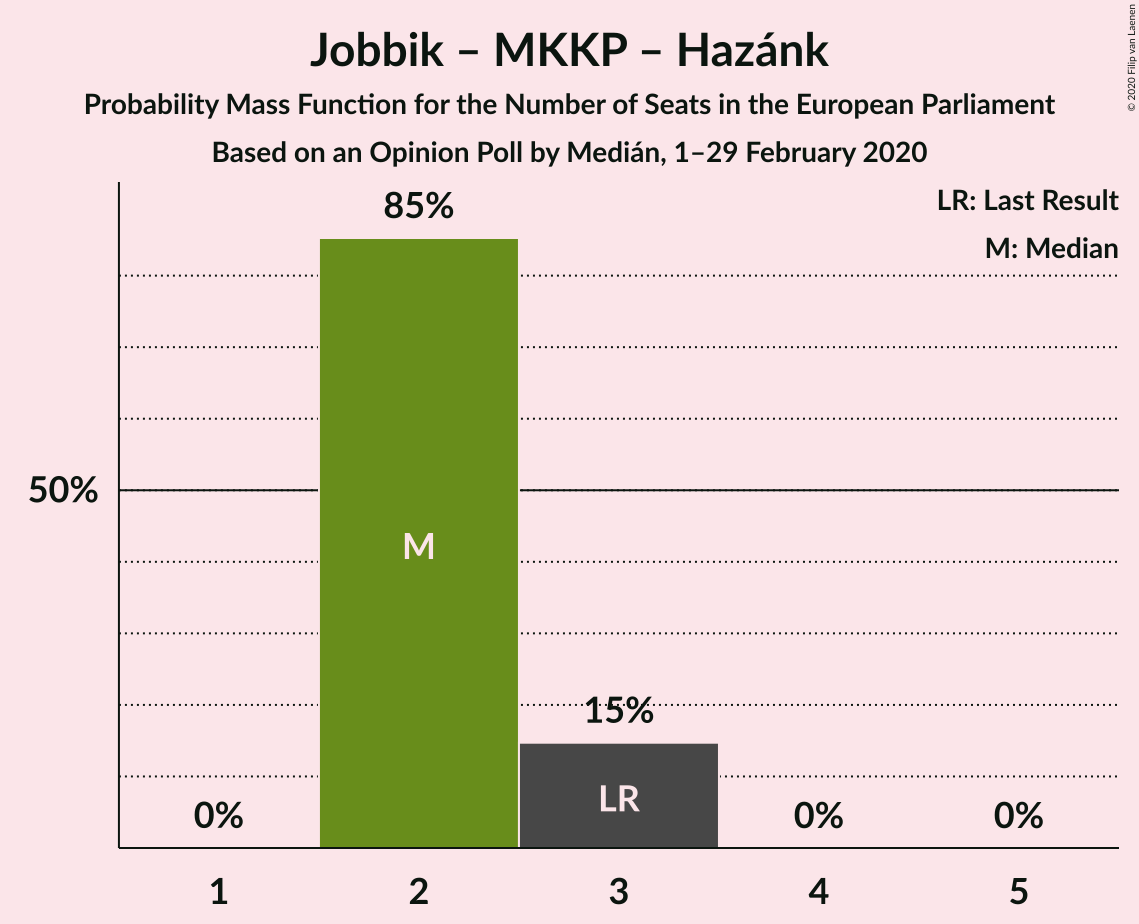 Jobbik – MKKP – Hazánk
Probability Mass Function for the Number of Seats in the European Parliament
Based on an Opinion Poll by Medián, 1–29 February 2020
© 2020 Filip van Laenen
LR: Last Result
M: Median
85%
50%
M
15%
LR
0%
0%
0%
1
2
3
4
5